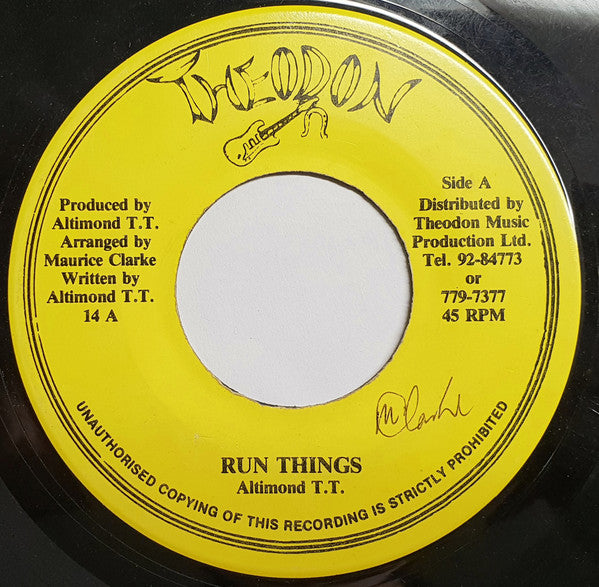 THEODON
Produced by
Altimond T.T.
Arranged by
Maurice Clarke
Written by
Altimond T.T.
14 A
Side A
Distributed by
Theodon Music
Production Ltd.
Tel. 92-84773
or
779-7377
45 RPM
RUN THINGS
Altimond T.T.
UNAUTHORISED COPYING OF THIS RECORDING IS STRICTLY PROHIBITED